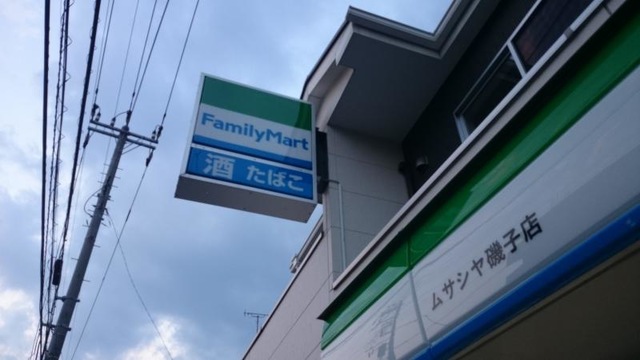 FamilyMart
酒 たばこ
ムサシヤ磯子店